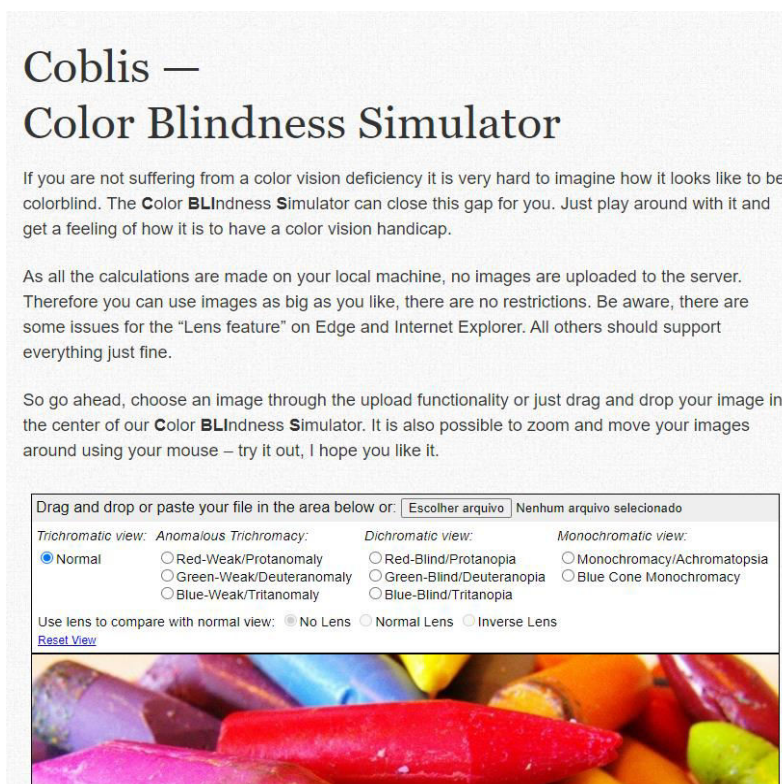 Coblis —
Color Blindness Simulator
If you are not suffering from a color vision deficiency it is very hard to imagine how it looks like to be
colorblind. The Color BLIndness Simulator can close this gap for you. Just play around with it and
get a feeling of how it is to have a color vision handicap.
As all the calculations are made on your local machine, no images are uploaded to the server.
Therefore you can use images as big as you like, there are no restrictions. Be aware, there are
some issues for the “Lens feature” on Edge and Internet Explorer. All others should support
everything just fine.
So go ahead, choose an image through the upload functionality or just drag and drop your image in
the center of our Color BLIndness Simulator. It is also possible to zoom and move your images
around using your mouse – try it out, I hope you like it.
Drag and drop or paste your file in the area below or: Escolher arquivo Nenhum arquivo selecionado
Trichromatic view: Anomalous Trichromacy: Dichromatic view: Monochromatic view:
Normal Red-Weak/Protanomaly Red-Blind/Protanopia Monochromacy/Achromatopsia
Green-Weak/Deuteranomaly Green-Blind/Deuteranopia Blue Cone Monochromacy
Blue-Weak/Tritanomaly Blue-Blind/Tritanopia
Use lens to compare with normal view: No Lens Normal Lens Inverse Lens
Reset View